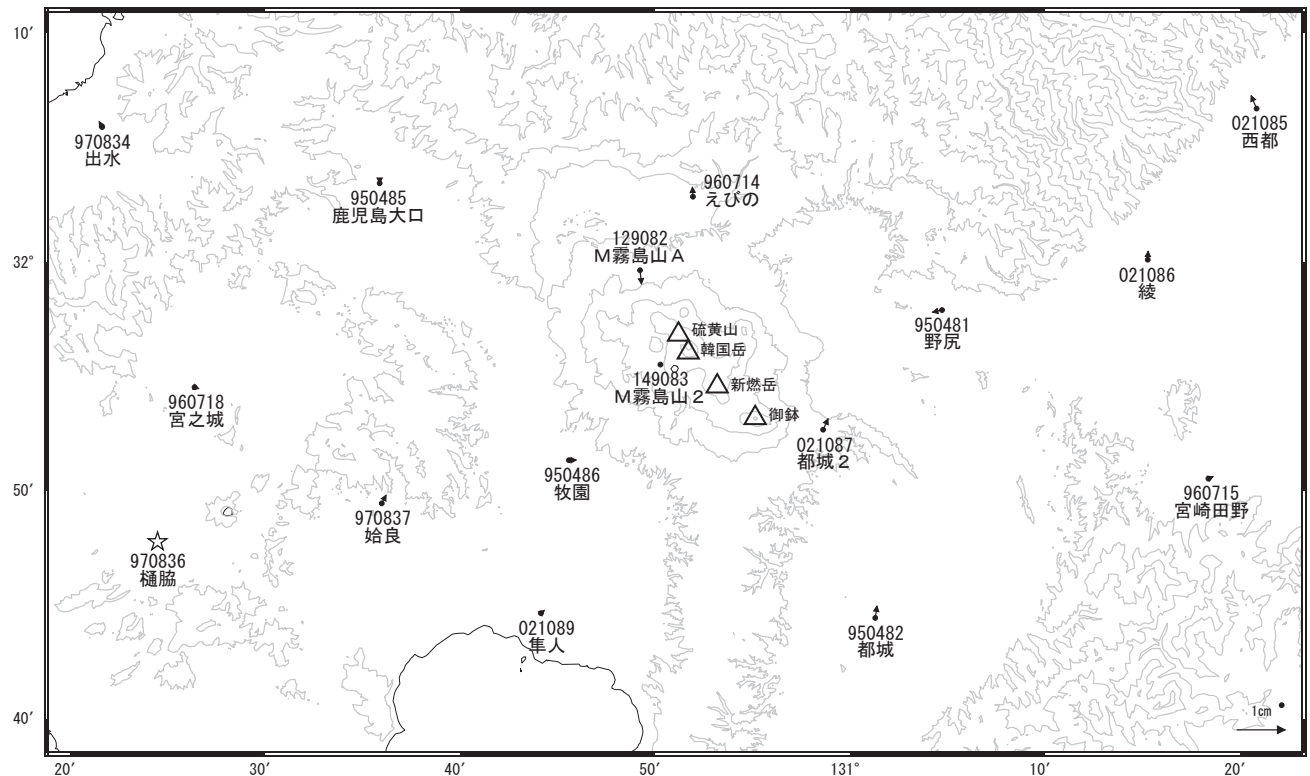 10′
970834
出水
950485
鹿児島大口
960714
えびの
021085
西都
129082
M霧島山A
32°
021086
綾
硫黄山
韓国岳
950481
野尻
149083
M霧島山2
新燃岳
御鉢
960718
宮之城
021087
都城2
950486
牧園
50′
970837
姶良
960715
宮崎田野
970836
樋脇
021089
隼人
950482
都城
40′
1cm
20′
30′
40′
50′
131°
10′
20′